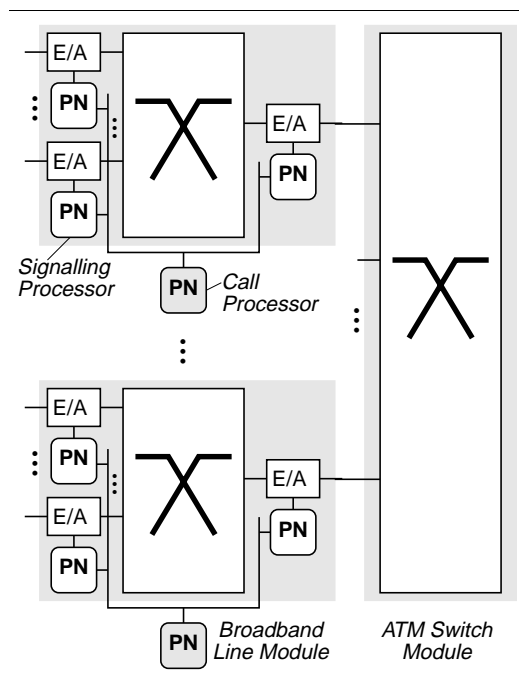 E/A
PN
E/A
PN
E/A
PN
Signalling
Processor
PN
Call
Processor
E/A
PN
E/A
PN
E/A
PN
PN
Broadband
Line Module
ATM Switch
Module